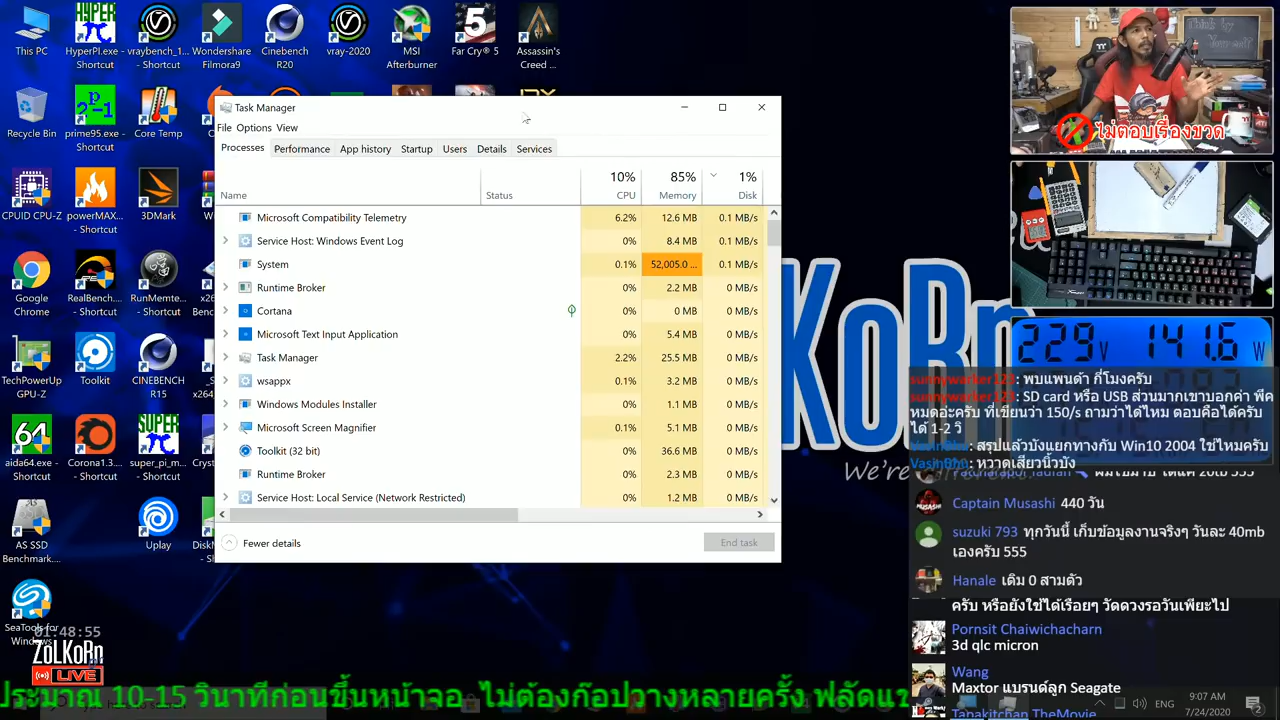 This PC
HyperPI.exe - Shortcut
vraybench_1... - Shortcut
Wondershare Filmora9
Cinebench R20
vray-2020
MSI Afterburner
Far Cry® 5
Assassin's Creed ...
Recycle Bin
prime95.exe - Shortcut
Core Temp
CPUID CPU-Z
powerMAX... - Shortcut
3DMark
Google Chrome
RealBench... - Shortcut
RunMemte... - Shortcut
TechPowerUp GPU-Z
Toolkit
CINEBENCH R15
aida64.exe - Shortcut
Corona1.3... - Shortcut
super_pi_m... - Shortcut
AS SSD Benchmark...
Uplay
SeaTools for Windows
01:48:55
ZoLKoRn
LIVE
Task Manager
File Options View
Processes Performance App history Startup Users Details Services
10% 85% 1%
Name Status CPU Memory Disk
Microsoft Compatibility Telemetry 6.2% 12.6 MB 0.1 MB/s
Service Host: Windows Event Log 0% 8.4 MB 0.1 MB/s
System 0.1% 52,005.0 ... 0.1 MB/s
Runtime Broker 0% 2.2 MB 0 MB/s
Cortana 0% 0 MB 0 MB/s
Microsoft Text Input Application 0% 5.4 MB 0 MB/s
Task Manager 2.2% 25.5 MB 0 MB/s
wsappx 0.1% 3.2 MB 0 MB/s
Windows Modules Installer 0% 1.1 MB 0 MB/s
Microsoft Screen Magnifier 0.1% 5.1 MB 0 MB/s
Toolkit (32 bit) 0% 36.6 MB 0 MB/s
Runtime Broker 0% 2.3 MB 0 MB/s
Service Host: Local Service (Network Restricted) 0% 1.2 MB 0 MB/s
Fewer details
End task
ไม่ตอบเรื่องขวด
229 V 141.6 W
sunnywalker123: พบแพนด้า กี่โมงครับ
sunnywalker123: SD card หรือ USB ส่วนมากเขาบอกค่า พีค
หมดอ่ะครับ ที่เขียนว่า 150/s ถามว่าได้ไหม ตอบคือได้ครับ
ได้ 1-2 วิ
สรุปแล้วบังแยกทางกับ Win10 2004 ใช่ไหมครับ
หวาดเสียวนิ้วบัง
Captain Musashi 440 วัน
suzuki 793 ทุกวันนี้ เก็บข้อมูลงานจริงๆ วันละ 40mb
เองครับ 555
Hanale เดิม 0 สามตัว
ครับ หรือยังใช้ได้เรื่อยๆ วัดดวงรอวันเพียะไป
Pornsit Chaiwichacharn
3d qlc micron
Wang
Maxtor แบรนด์ลูก Seagate
Tanakitchan TheMovie
ENG
9:07 AM
7/24/2020
ประมาณ 10-15 วินาทีก่อนขึ้นหน้าจอ ไม่ต้องก๊อปวางหลายครั้ง